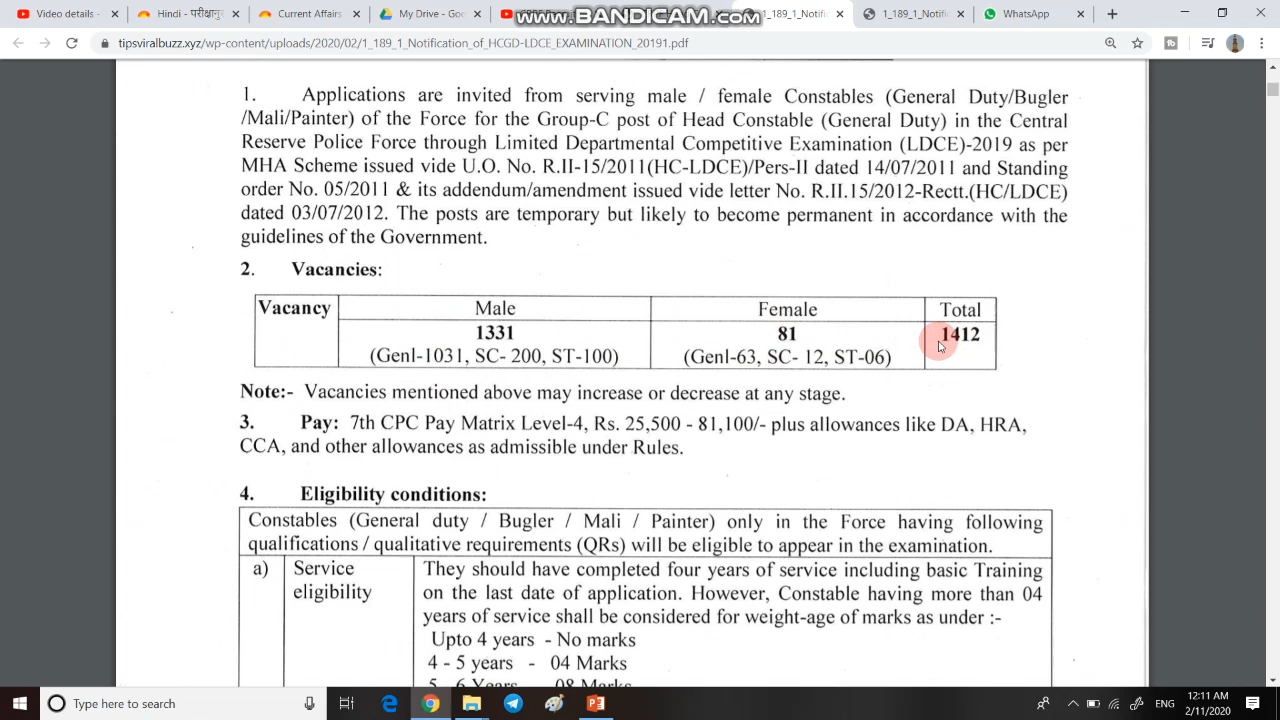 Video details -
Hindi - हिन्दी
Current Affairs
My Drive - Goo
www.BANDICAM.com
1_189_1_Notifi
1_189_1_Notifi
WhatsApp
tipsviralbuzz.xyz/wp-content/uploads/2020/02/1_189_1_Notification_of_HCGD-LDCE_EXAMINATION_20191.pdf
1. Applications are invited from serving male / female Constables (General Duty/Bugler
/Mali/Painter) of the Force for the Group-C post of Head Constable (General Duty) in the Central
Reserve Police Force through Limited Departmental Competitive Examination (LDCE)-2019 as per
MHA Scheme issued vide U.O. No. R.II-15/2011(HC-LDCE)/Pers-II dated 14/07/2011 and Standing
order No. 05/2011 & its addendum/amendment issued vide letter No. R.II.15/2012-Rectt.(HC/LDCE)
dated 03/07/2012. The posts are temporary but likely to become permanent in accordance with the
guidelines of the Government.
2. Vacancies:
Vacancy Male Female Total
1331 81 1412
(Genl-1031, SC- 200, ST-100) (Genl-63, SC- 12, ST-06)
Note:- Vacancies mentioned above may increase or decrease at any stage.
3. Pay: 7th CPC Pay Matrix Level-4, Rs. 25,500 - 81,100/- plus allowances like DA, HRA,
CCA, and other allowances as admissible under Rules.
4. Eligibility conditions:
Constables (General duty / Bugler / Mali / Painter) only in the Force having following
qualifications / qualitative requirements (QRs) will be eligible to appear in the examination.
a) Service They should have completed four years of service including basic Training
eligibility on the last date of application. However, Constable having more than 04
years of service shall be considered for weight-age of marks as under :-
Upto 4 years - No marks
4 - 5 years - 04 Marks
5 - 6 Years - 08 Marks
Type here to search
ENG
12:11 AM
2/11/2020